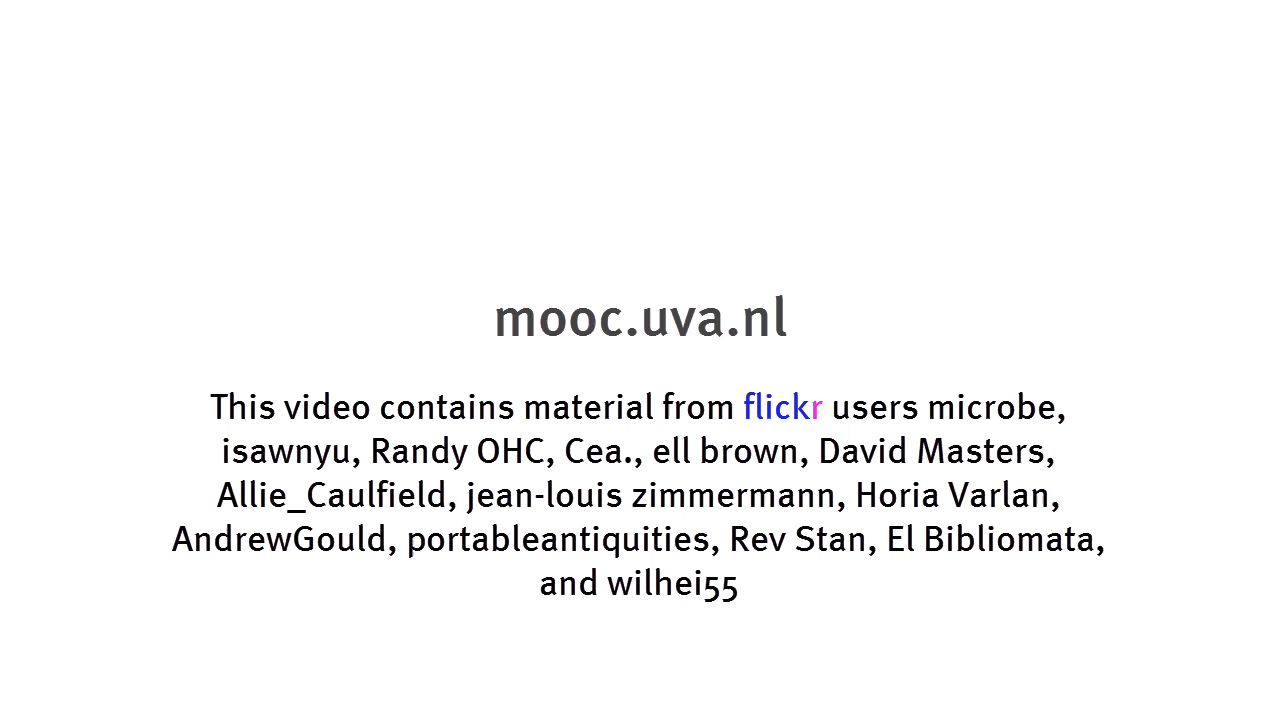 mooc.uva.nl
This video contains material from flickr users microbe,
isawnyu, Randy OHC, Cea., ell brown, David Masters,
Allie_Caulfield, jean-louis zimmermann, Horia Varlan,
AndrewGould, portableantiquities, Rev Stan, El Bibliomata,
and wilhei55